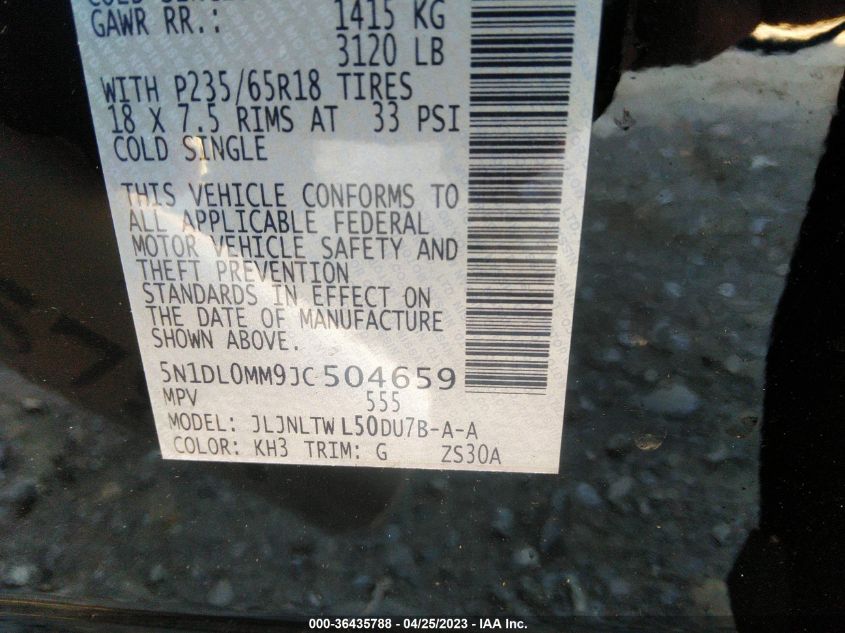 GAWR RR.: 1415 KG
3120 LB
WITH P235/65R18 TIRES
18 X 7.5 RIMS AT 33 PSI
COLD SINGLE
THIS VEHICLE CONFORMS TO
ALL APPLICABLE FEDERAL
MOTOR VEHICLE SAFETY AND
THEFT PREVENTION
STANDARDS IN EFFECT ON
THE DATE OF MANUFACTURE
SHOWN ABOVE.
5N1DL0MM9JC504659
MPV 555
MODEL: JLJNLTWL50DU7B-A-A
COLOR: KH3 TRIM: G ZS30A
000-36435788 - 04/25/2023 - IAA Inc.